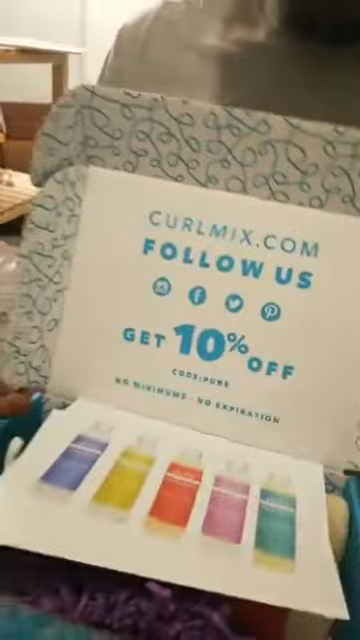 CURLMIX.COM
FOLLOW US
GET 10% OFF
CODE:PURE
NO MINIMUMS · NO EXPIRATION